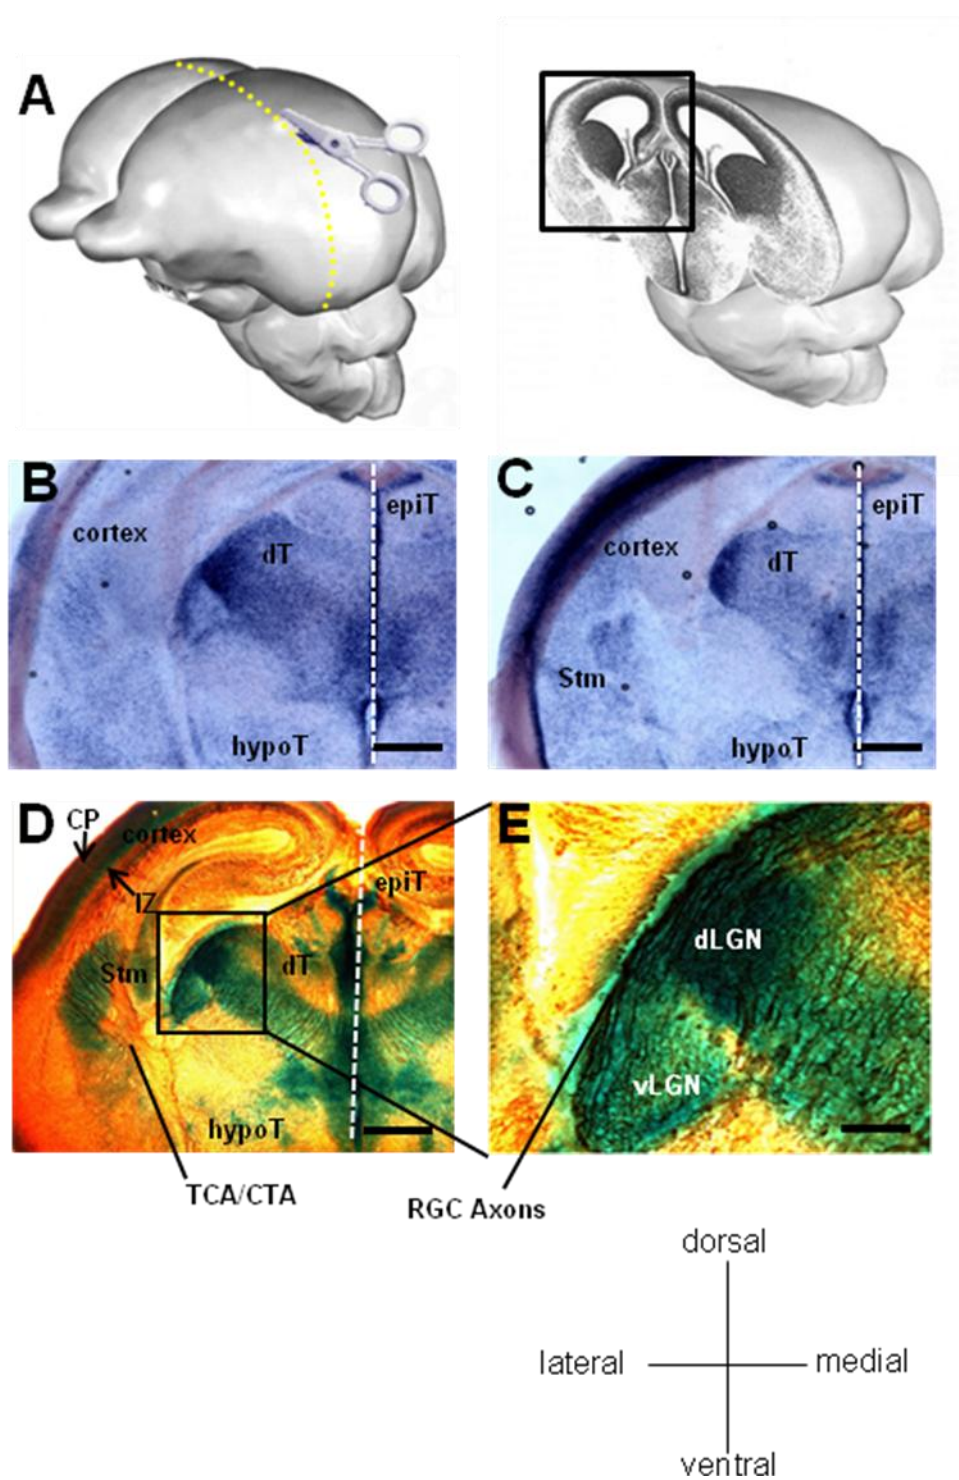 A
B
cortex
dT
epiT
hypoT
C
cortex
dT
epiT
Stm
hypoT
D
CP
cortex
IZ
Stm
dT
epiT
hypoT
TCA/CTA
E
dLGN
vLGN
RGC Axons
dorsal
lateral
medial
ventral